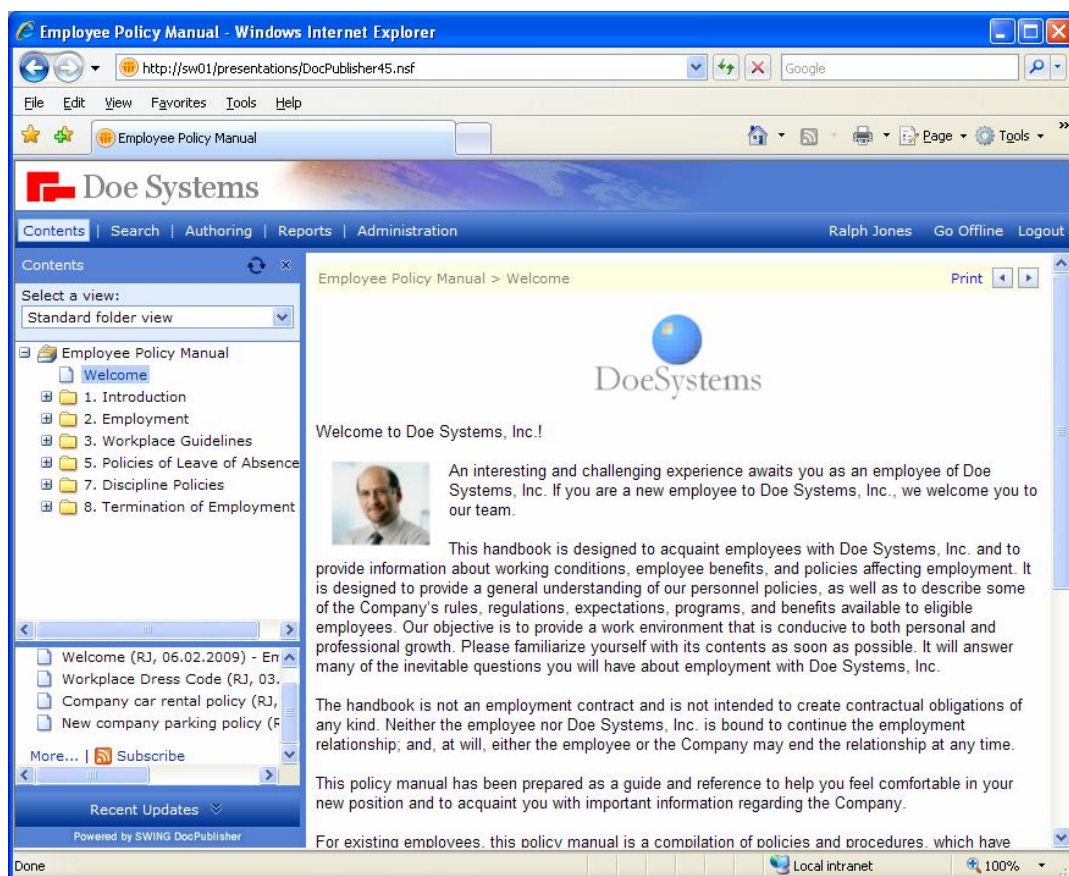 Employee Policy Manual - Windows Internet Explorer
http://sw01/presentations/DocPublisher45.nsf
Google
File Edit View Favorites Tools Help
Employee Policy Manual
Page Tools
Doe Systems
Contents | Search | Authoring | Reports | Administration
Ralph Jones Go Offline Logout
Contents
Select a view:
Standard folder view
Employee Policy Manual
Welcome
1. Introduction
2. Employment
3. Workplace Guidelines
5. Policies of Leave of Absence
7. Discipline Policies
8. Termination of Employment
Welcome (RJ, 06.02.2009) - Em
Workplace Dress Code (RJ, 03.
Company car rental policy (RJ,
New company parking policy (R
More... | Subscribe
Recent Updates
Powered by SWING DocPublisher
Employee Policy Manual > Welcome
Print
DoeSystems
Welcome to Doe Systems, Inc.!
An interesting and challenging experience awaits you as an employee of Doe
Systems, Inc. If you are a new employee to Doe Systems, Inc., we welcome you to
our team.
This handbook is designed to acquaint employees with Doe Systems, Inc. and to
provide information about working conditions, employee benefits, and policies affecting employment. It
is designed to provide a general understanding of our personnel policies, as well as to describe some
of the Company's rules, regulations, expectations, programs, and benefits available to eligible
employees. Our objective is to provide a work environment that is conducive to both personal and
professional growth. Please familiarize yourself with its contents as soon as possible. It will answer
many of the inevitable questions you will have about employment with Doe Systems, Inc.
The handbook is not an employment contract and is not intended to create contractual obligations of
any kind. Neither the employee nor Doe Systems, Inc. is bound to continue the employment
relationship; and, at will, either the employee or the Company may end the relationship at any time.
This policy manual has been prepared as a guide and reference to help you feel comfortable in your
new position and to acquaint you with important information regarding the Company.
For existing employees, this policy manual is a compilation of policies and procedures, which have
Done
Local intranet
100%